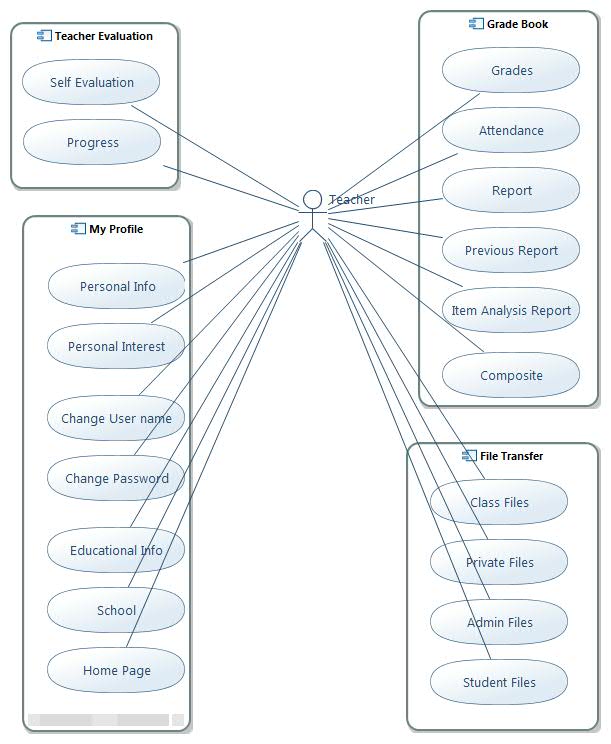 Teacher Evaluation
Self Evaluation
Progress
My Profile
Personal Info
Personal Interest
Change User name
Change Password
Educational Info
School
Home Page
Teacher
Grade Book
Grades
Attendance
Report
Previous Report
Item Analysis Report
Composite
File Transfer
Class Files
Private Files
Admin Files
Student Files